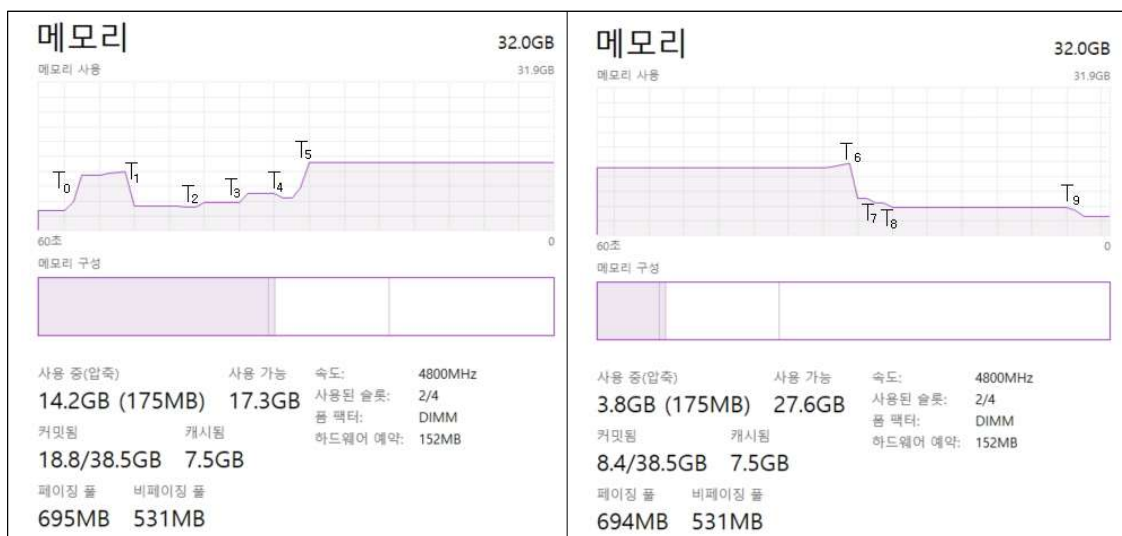 메모리 32.0GB
메모리 사용 31.9GB
T0 T1 T2 T3 T4 T5
60초 0
메모리 구성
사용 중(압축) 사용 가능 속도: 4800MHz
14.2GB (175MB) 17.3GB 사용된 슬롯: 2/4
폼 팩터: DIMM
커밋됨 캐시됨 하드웨어 예약: 152MB
18.8/38.5GB 7.5GB
페이징 풀 비페이징 풀
695MB 531MB
메모리 32.0GB
메모리 사용 31.9GB
T6 T7 T8 T9
60초 0
메모리 구성
사용 중(압축) 사용 가능 속도: 4800MHz
3.8GB (175MB) 27.6GB 사용된 슬롯: 2/4
폼 팩터: DIMM
커밋됨 캐시됨 하드웨어 예약: 152MB
8.4/38.5GB 7.5GB
페이징 풀 비페이징 풀
694MB 531MB